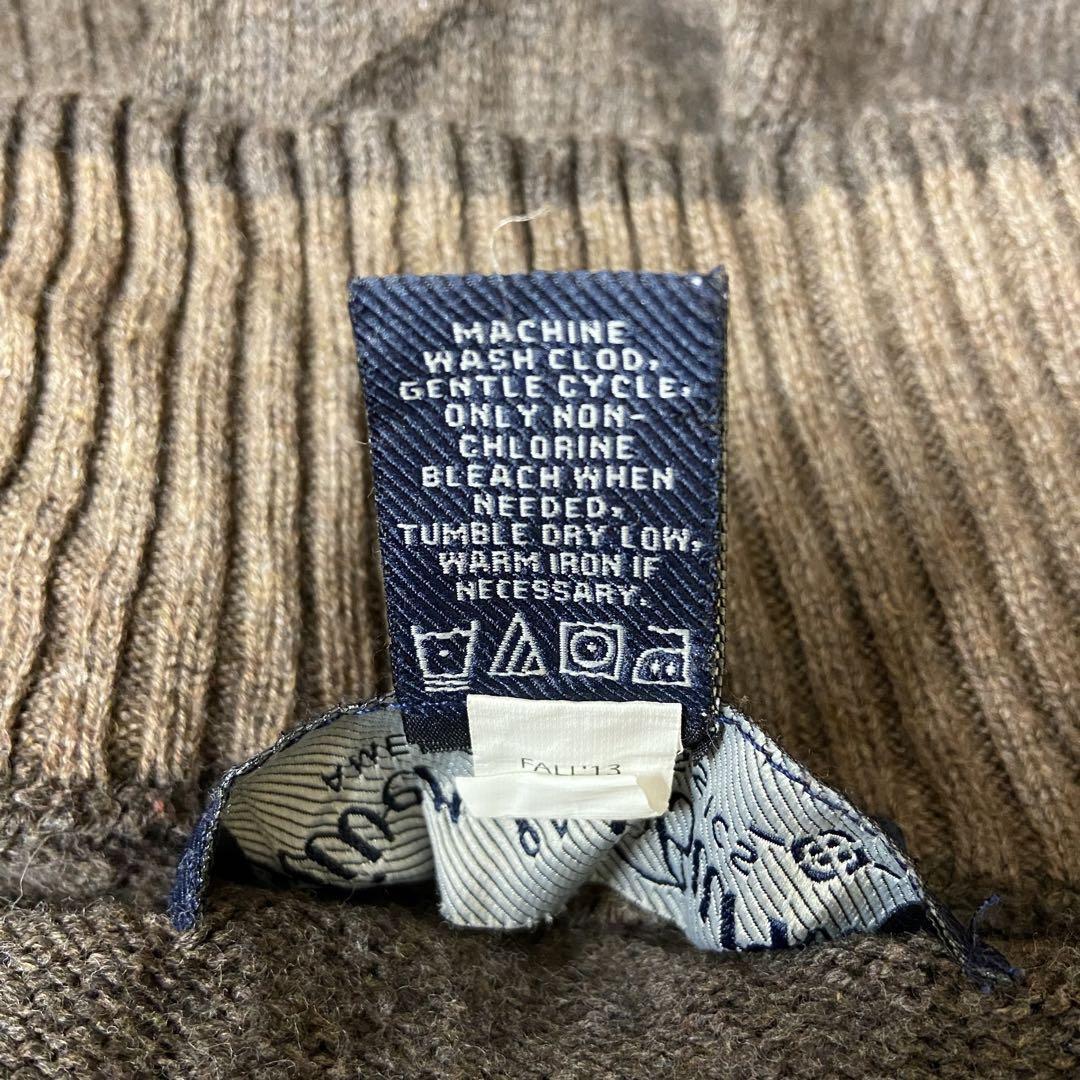 MACHINE
WASH CLOD,
GENTLE CYCLE,
ONLY NON-
CHLORINE
BLEACH WHEN
NEEDED,
TUMBLE DRY LOW,
WARM IRON IF
NECESSARY.
FALL'13